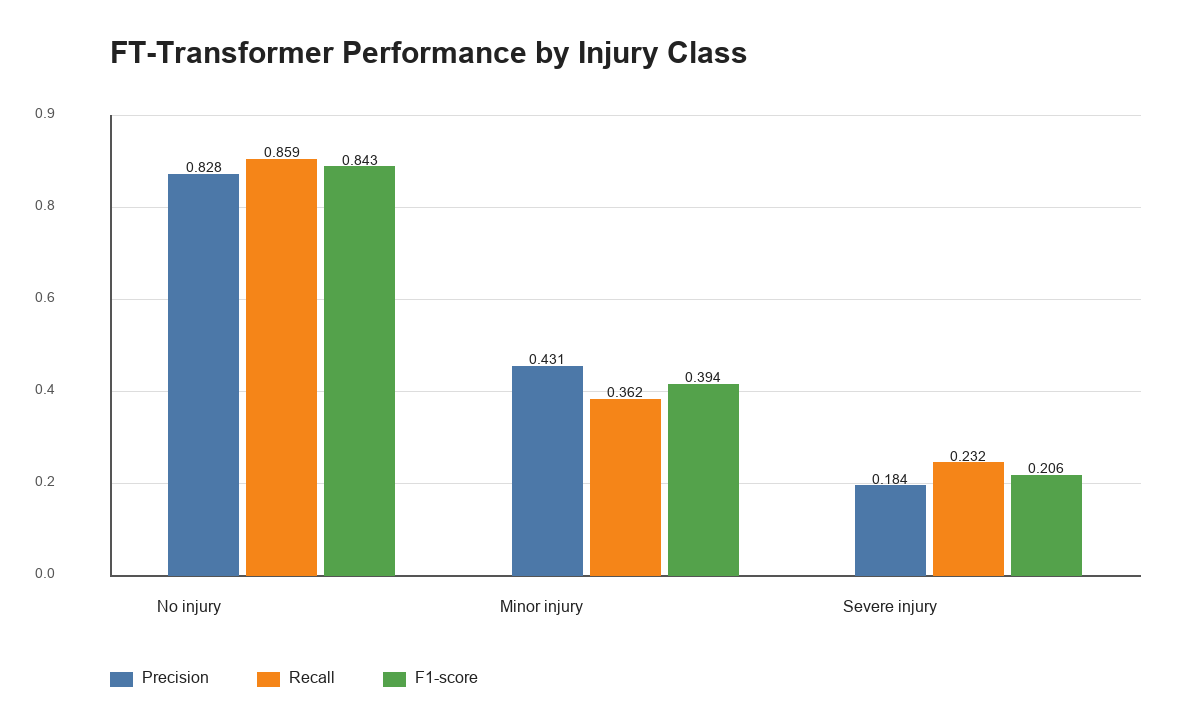 FT-Transformer Performance by Injury Class
0.9
0.8
0.6
0.4
0.2
0.0
0.828
0.859
0.843
0.431
0.362
0.394
0.184
0.232
0.206
No injury
Minor injury
Severe injury
Precision
Recall
F1-score